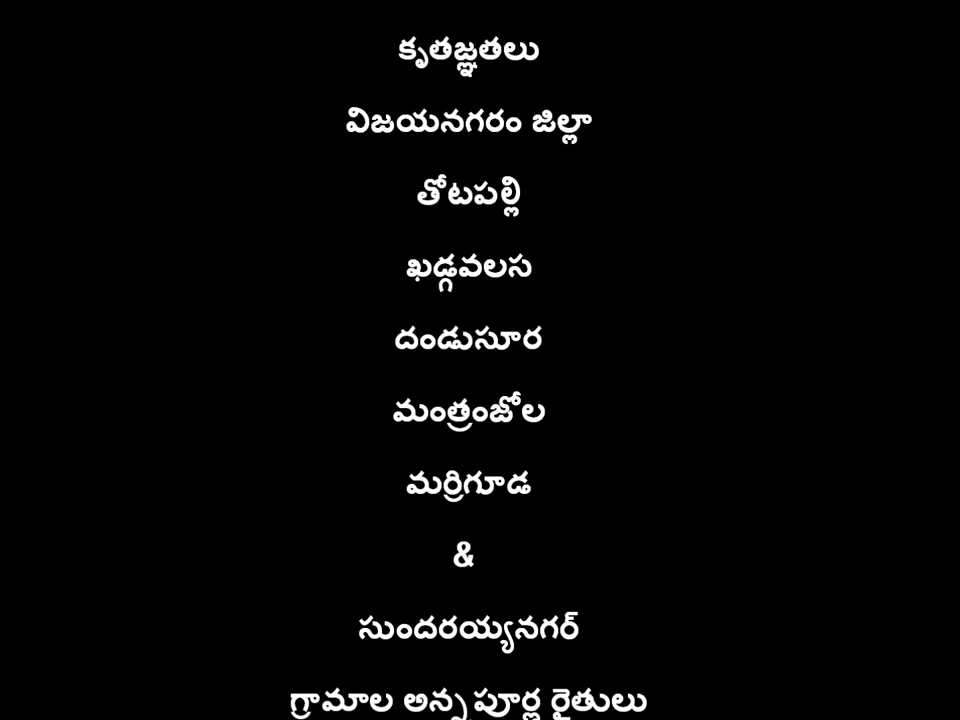 కృతజ్ఞతలు
విజయనగరం జిల్లా
తోటపల్లి
ఖడ్గవలస
దండుసూర
మంత్రంజోల
మర్రిగూడ
&
సుందరయ్యనగర్
గ్రామాల అన్నపూర్ల రైతులు